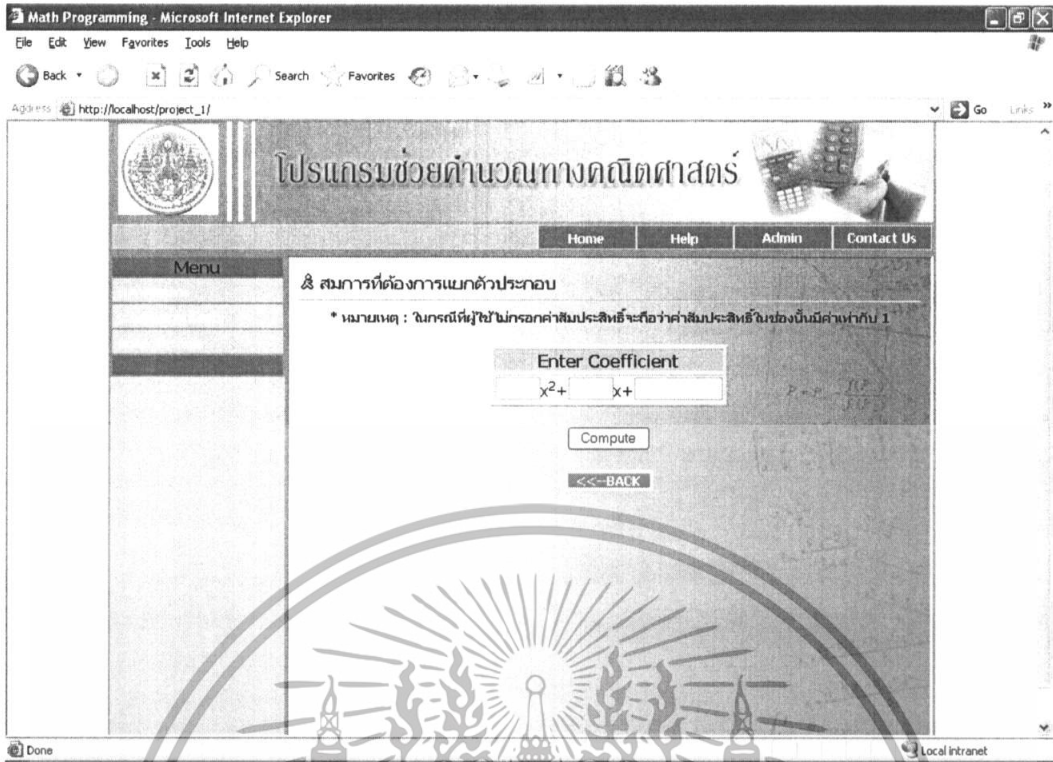 Math Programming - Microsoft Internet Explorer
File Edit View Favorites Tools Help
Back Search Favorites
Address http://localhost/project_1/ Go Links »
โปรแกรมช่วยคำนวณทางคณิตศาสตร์
Home Help Admin Contact Us
Menu
สมการที่ต้องการแยกตัวประกอบ
* หมายเหตุ : ในกรณีที่ผู้ใช้ไม่กรอกค่าสัมประสิทธิ์จะถือว่าค่าสัมประสิทธิ์ในช่องนั้นมีค่าเท่ากับ 1
Enter Coefficient
x²+ x+
Compute
<<--BACK
Done Local intranet